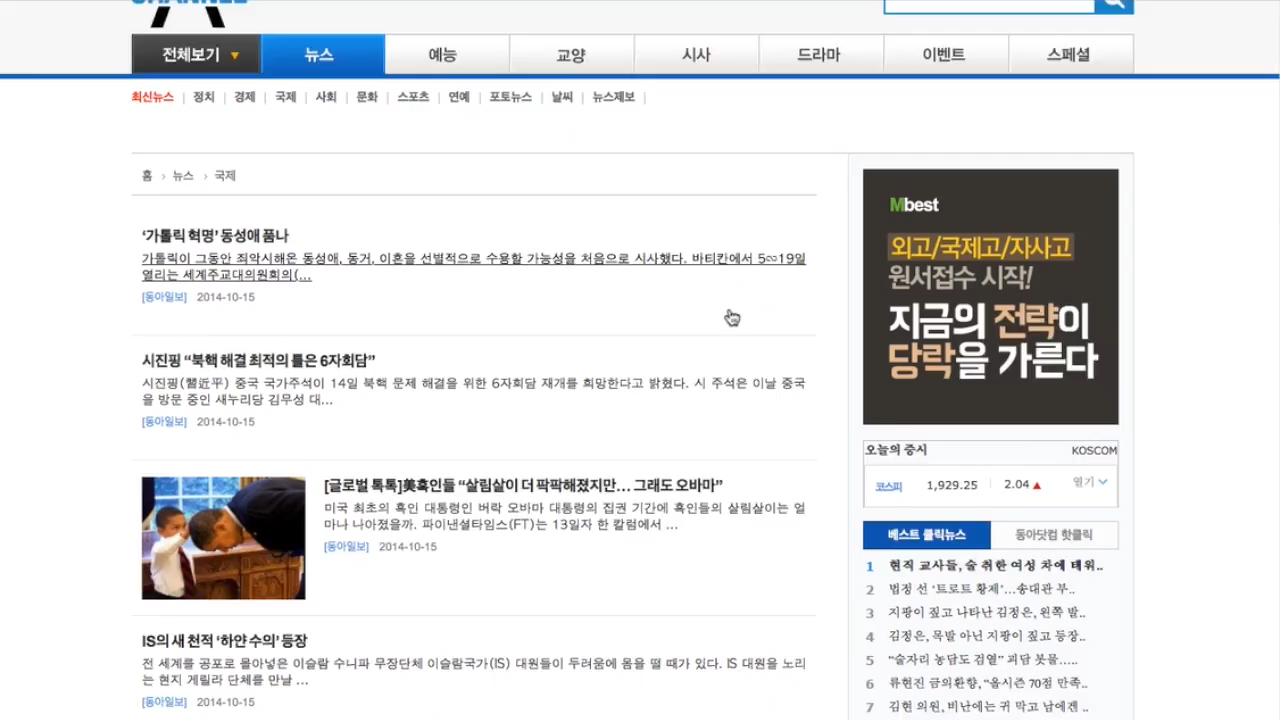 CHANNEL
전체보기 ▼ 뉴스 예능 교양 시사 드라마 이벤트 스페셜
최신뉴스 | 정치 | 경제 | 국제 | 사회 | 문화 | 스포츠 | 연예 | 포토뉴스 | 날씨 | 뉴스제보 |
홈 › 뉴스 › 국제
‘가톨릭 혁명’ 동성애 품나
가톨릭이 그동안 죄악시해온 동성애, 동거, 이혼을 선별적으로 수용할 가능성을 처음으로 시사했다. 바티칸에서 5∼19일
열리는 세계주교대의원회의(...
[동아일보] 2014-10-15
시진핑 “북핵 해결 최적의 틀은 6자회담”
시진핑(習近平) 중국 국가주석이 14일 북핵 문제 해결을 위한 6자회담 재개를 희망한다고 밝혔다. 시 주석은 이날 중국
을 방문 중인 새누리당 김무성 대...
[동아일보] 2014-10-15
[글로벌 톡톡]美흑인들 “살림살이 더 팍팍해졌지만… 그래도 오바마”
미국 최초의 흑인 대통령인 버락 오바마 대통령의 집권 기간에 흑인들의 살림살이는 얼
마나 나아졌을까. 파이낸셜타임스(FT)는 13일자 한 칼럼에서 ...
[동아일보] 2014-10-15
IS의 새 천적 ‘하얀 수의’ 등장
전 세계를 공포로 몰아넣은 이슬람 수니파 무장단체 이슬람국가(IS) 대원들이 두려움에 몸을 떨 때가 있다. IS 대원을 노리
는 현지 게릴라 단체를 만날 ...
[동아일보] 2014-10-15
Mbest
외고/국제고/자사고
원서접수 시작!
지금의 전략이
당락을 가른다
오늘의 증시 KOSCOM
코스피 1,929.25 2.04 ▲ 열기
베스트 클릭뉴스 동아닷컴 핫클릭
1 현직 교사들, 술 취한 여성 차에 태워..
2 법정 선 ‘트로트 황제’…송대관 부..
3 지팡이 짚고 나타난 김정은, 왼쪽 발..
4 김정은, 목발 아닌 지팡이 짚고 등장..
5 “술자리 농담도 검열” 괴담 봇물…..
6 류현진 금의환향, “올시즌 70점 만족..
7 김현 의원, 비난에는 귀 막고 남에겐 ..